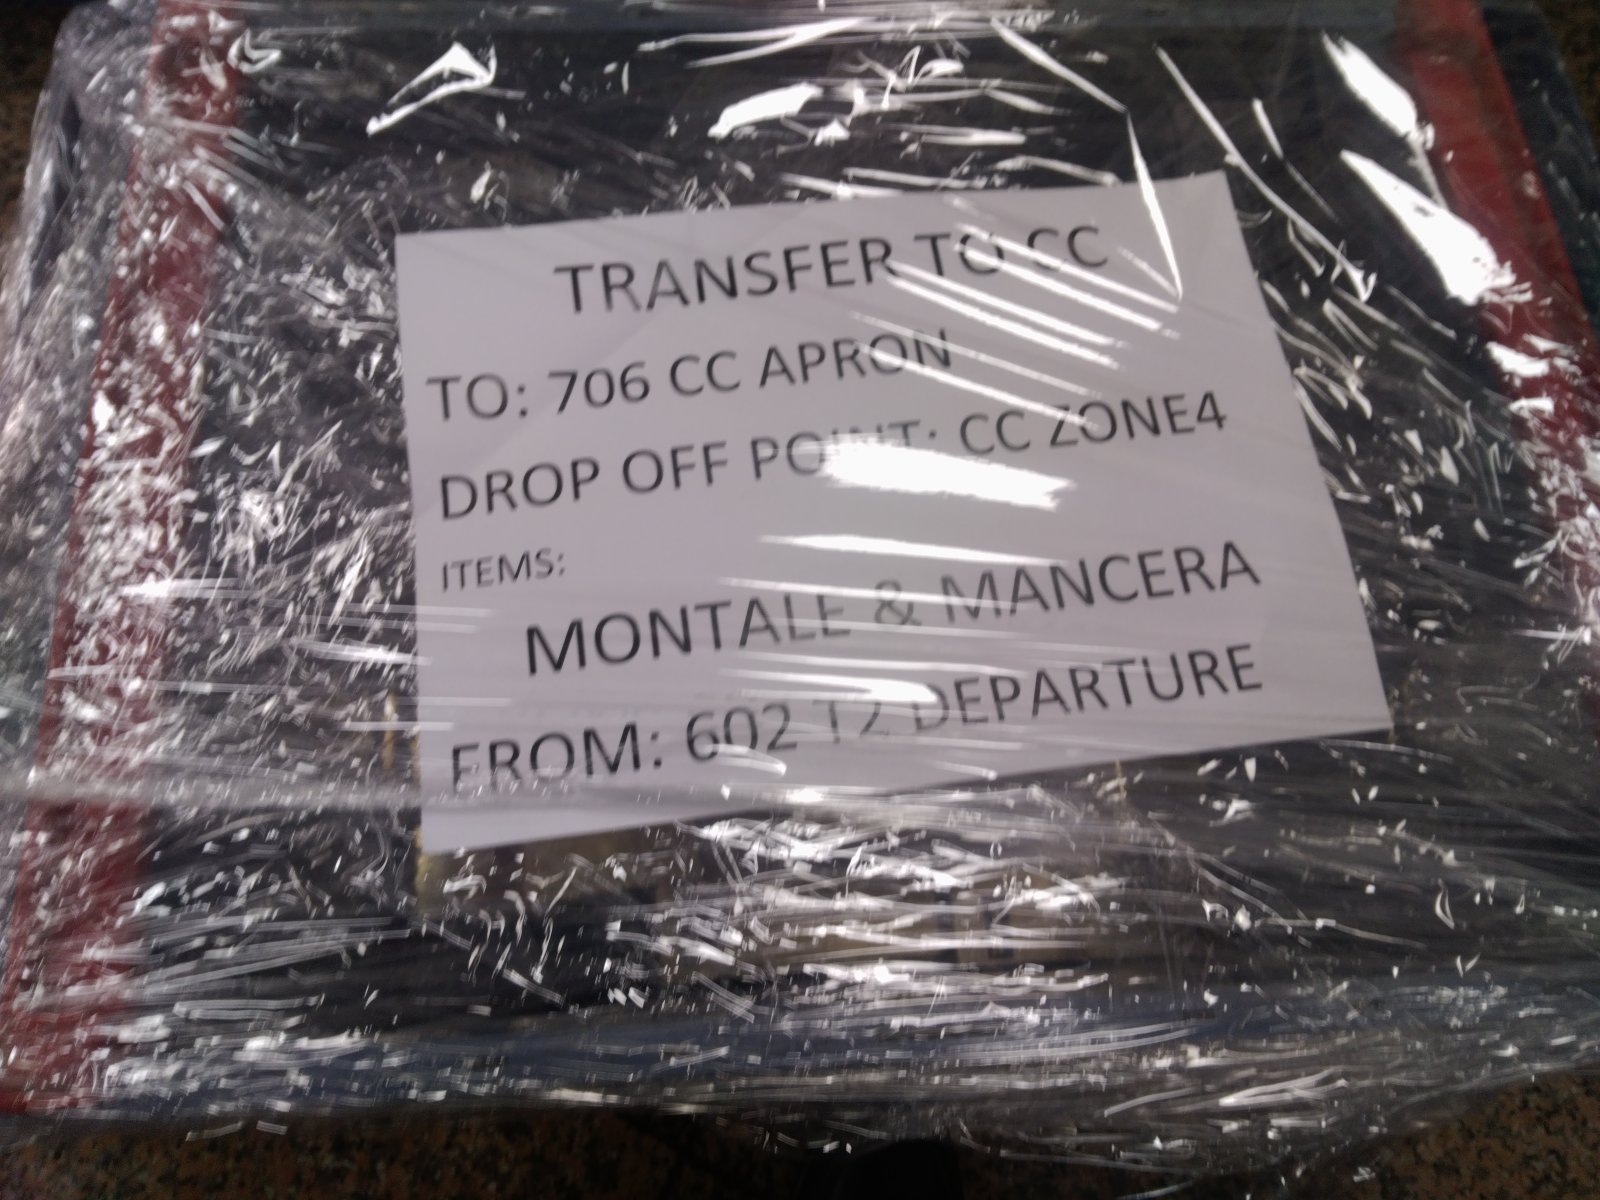 TRANSFER TO CC
TO: 706 CC APRON
DROP OFF POINT: CC ZONE4
ITEMS:
MONTALE & MANCERA
FROM: 602 T2 DEPARTURE